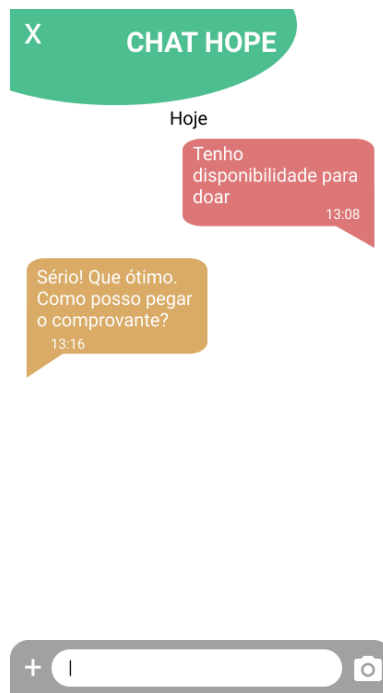 X
CHAT HOPE
Hoje
Tenho
disponibilidade para
doar
13:08
Sério! Que ótimo.
Como posso pegar
o comprovante?
13:16
+